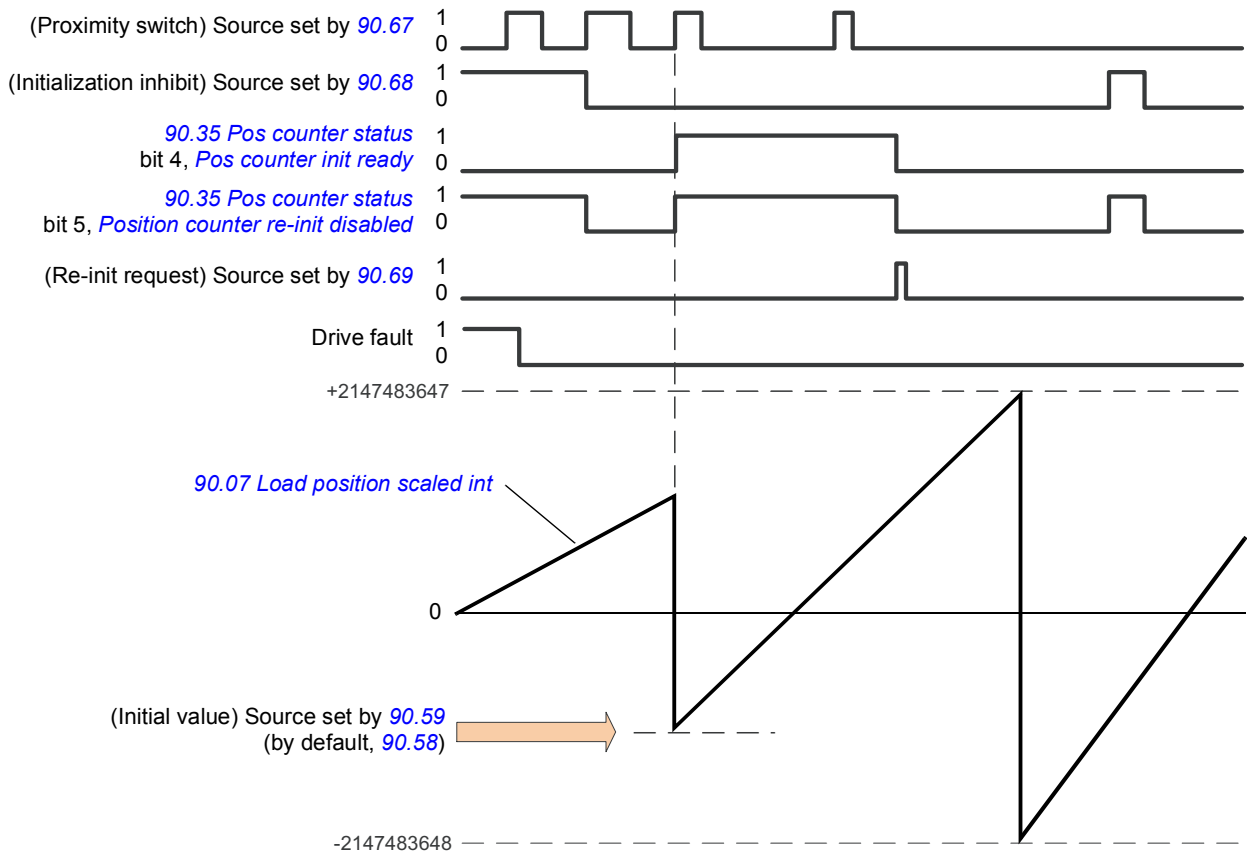 (Proximity switch) Source set by 90.67
1
0
(Initialization inhibit) Source set by 90.68
1
0
90.35 Pos counter status
bit 4, Pos counter init ready
1
0
90.35 Pos counter status
bit 5, Position counter re-init disabled
1
0
(Re-init request) Source set by 90.69
1
0
Drive fault
1
0
+2147483647
90.07 Load position scaled int
0
(Initial value) Source set by 90.59
(by default, 90.58)
-2147483648